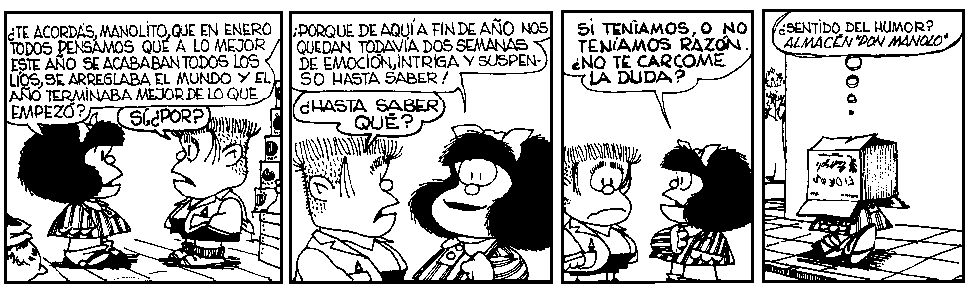 ¿TE ACORDÁS, MANOLITO, QUE EN ENERO
TODOS PENSAMOS QUE A LO MEJOR
ESTE AÑO SE ACABABAN TODOS LOS
LÍOS, SE ARREGLABA EL MUNDO Y EL
AÑO TERMINABA MEJOR DE LO QUE
EMPEZÓ?
SÍ, ¿POR?
¡PORQUE DE AQUÍ A FIN DE AÑO NOS
QUEDAN TODAVÍA DOS SEMANAS
DE EMOCIÓN, INTRIGA Y SUSPEN-
SO HASTA SABER!
¿HASTA SABER
QUÉ?
SI TENÍAMOS, O NO
TENÍAMOS RAZÓN.
¿NO TE CARCOME
LA DUDA?
¿SENTIDO DEL HUMOR?
ALMACÉN "DON MANOLO"